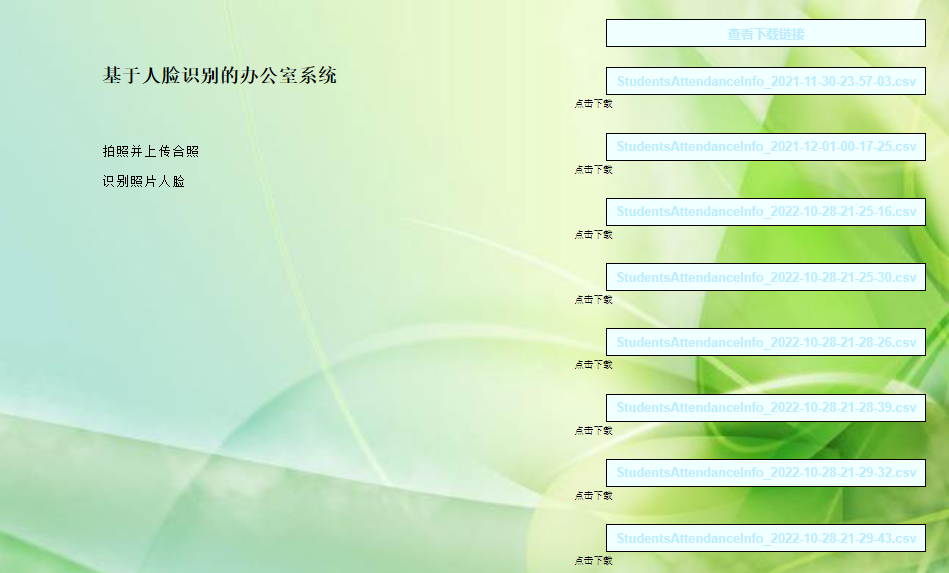 基于人脸识别的办公室系统
拍照并上传合照
识别照片人脸
查看下载链接
StudentsAttendanceInfo_2021-11-30-23-57-03.csv
点击下载
StudentsAttendanceInfo_2021-12-01-00-17-25.csv
点击下载
StudentsAttendanceInfo_2022-10-28-21-25-16.csv
点击下载
StudentsAttendanceInfo_2022-10-28-21-25-30.csv
点击下载
StudentsAttendanceInfo_2022-10-28-21-28-26.csv
点击下载
StudentsAttendanceInfo_2022-10-28-21-28-39.csv
点击下载
StudentsAttendanceInfo_2022-10-28-21-29-32.csv
点击下载
StudentsAttendanceInfo_2022-10-28-21-29-43.csv
点击下载